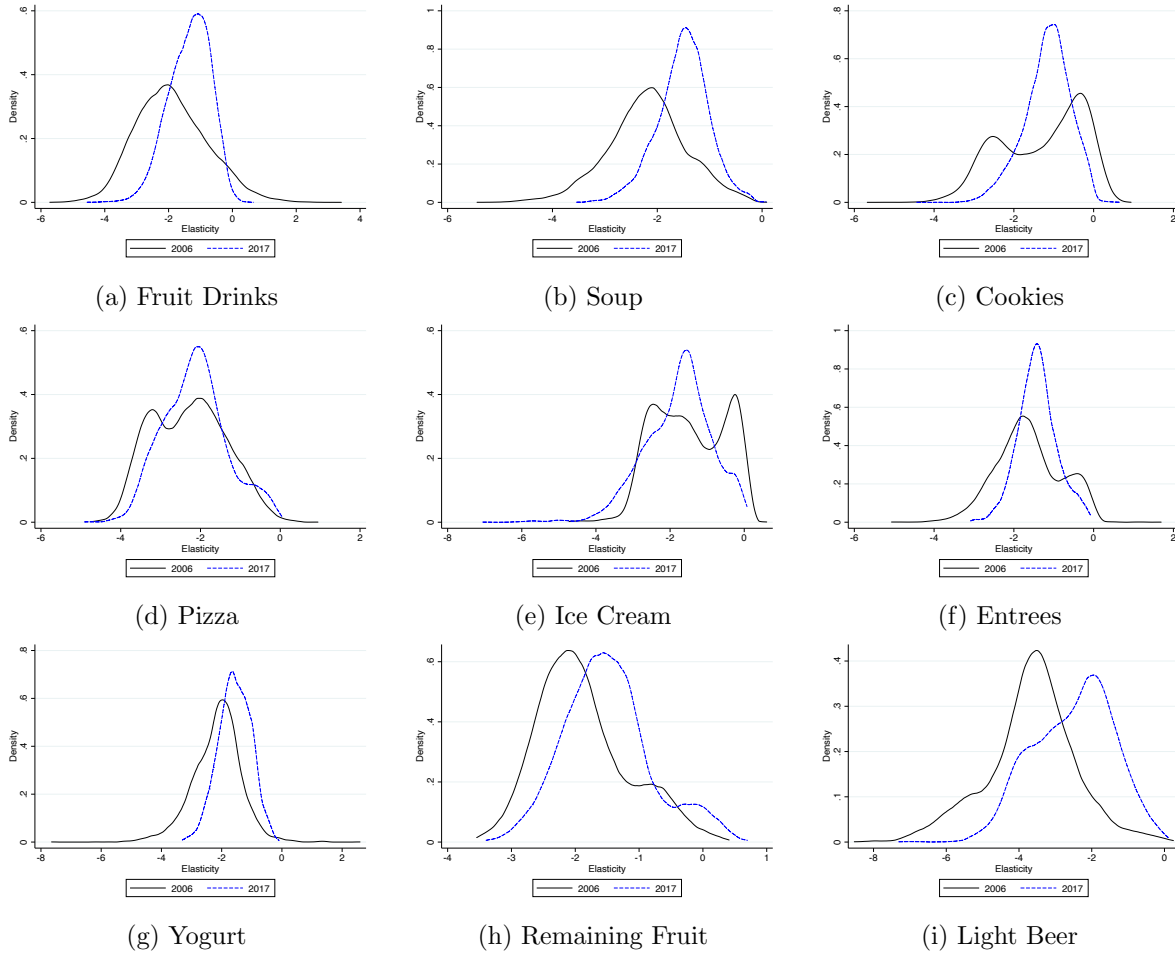 .6 .4 .2 0 Density
-6 -4 -2 0 2 4
Elasticity
2006 2017
(a) Fruit Drinks
1 .8 .6 .4 .2 0 Density
-6 -4 -2 0
Elasticity
2006 2017
(b) Soup
.8 .6 .4 .2 0 Density
-6 -4 -2 0 2
Elasticity
2006 2017
(c) Cookies
.6 .4 .2 0 Density
-6 -4 -2 0 2
Elasticity
2006 2017
(d) Pizza
.6 .4 .2 0 Density
-8 -6 -4 -2 0
Elasticity
2006 2017
(e) Ice Cream
1 .8 .6 .4 .2 0 Density
-6 -4 -2 0 2
Elasticity
2006 2017
(f) Entrees
.8 .6 .4 .2 0 Density
-8 -6 -4 -2 0 2
Elasticity
2006 2017
(g) Yogurt
.6 .4 .2 0 Density
-4 -3 -2 -1 0 1
Elasticity
2006 2017
(h) Remaining Fruit
.4 .3 .2 .1 0 Density
-8 -6 -4 -2 0
Elasticity
2006 2017
(i) Light Beer